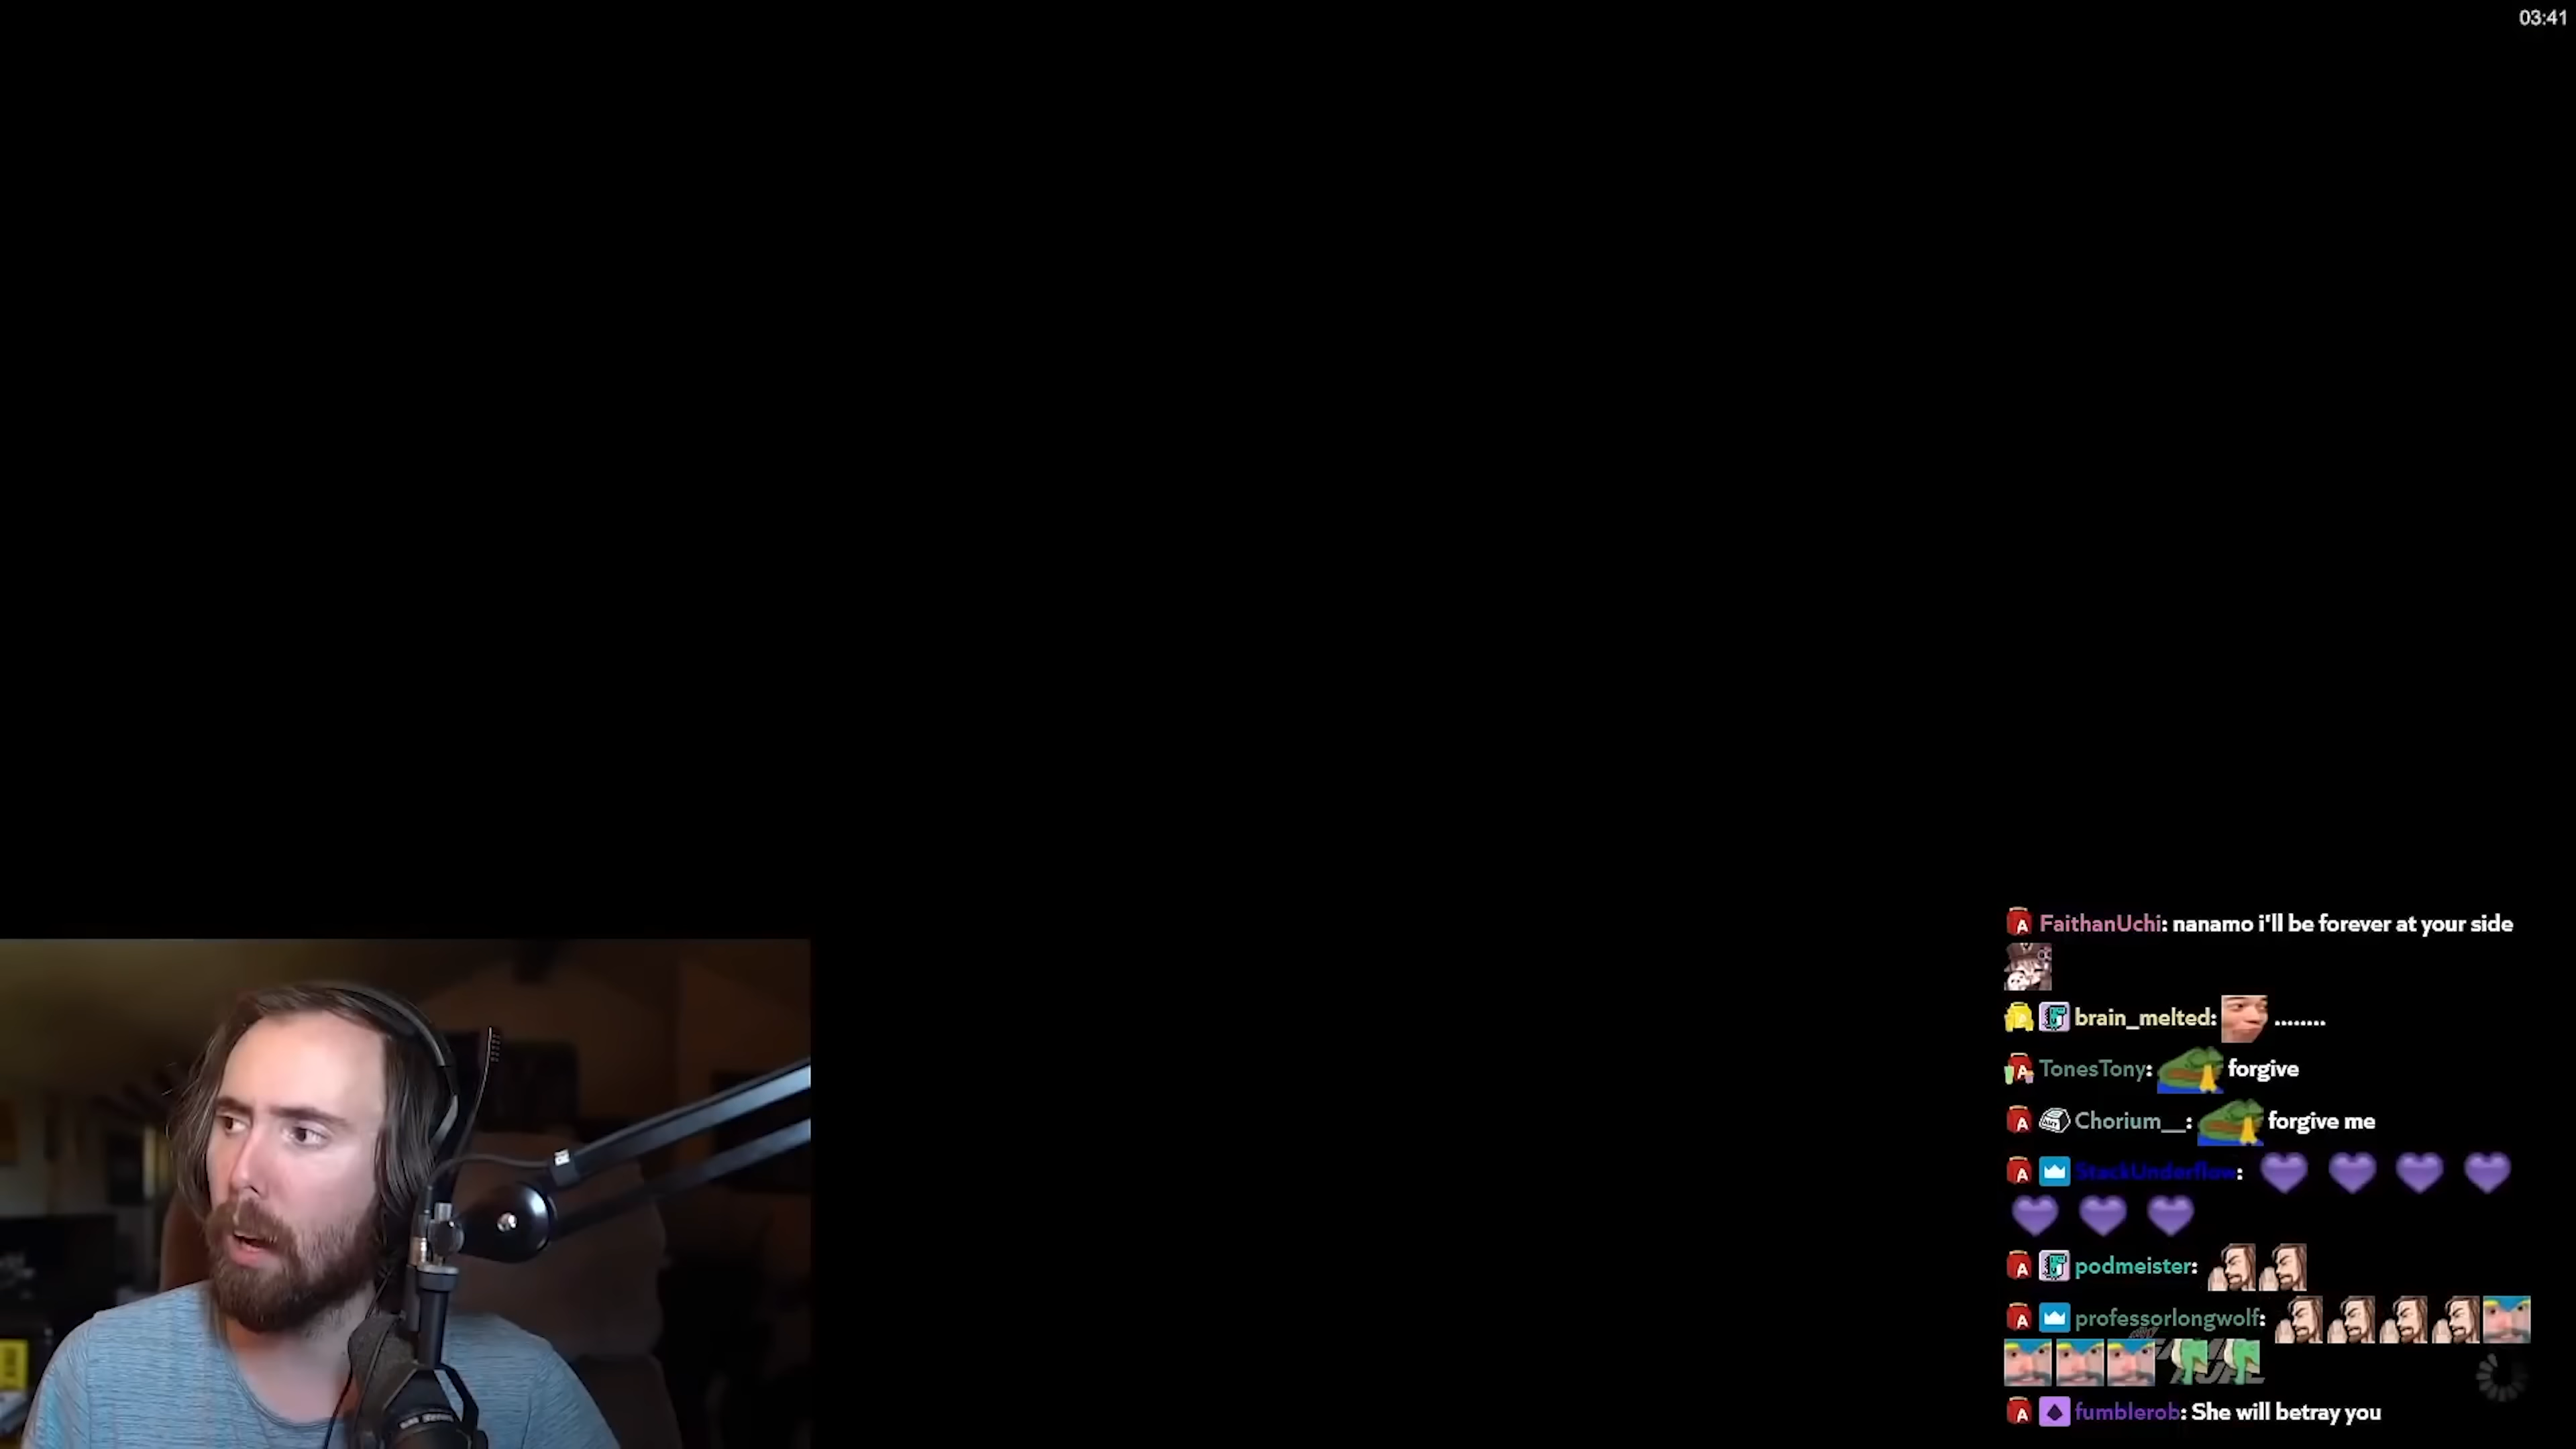 03:41
FaithanUchi: nanamo i'll be forever at your side
brain_melted: ........
TonesTony: forgive
Chorium__: forgive me
StackUnderflow:
podmeister:
professorlongwolf:
fumblerob: She will betray you